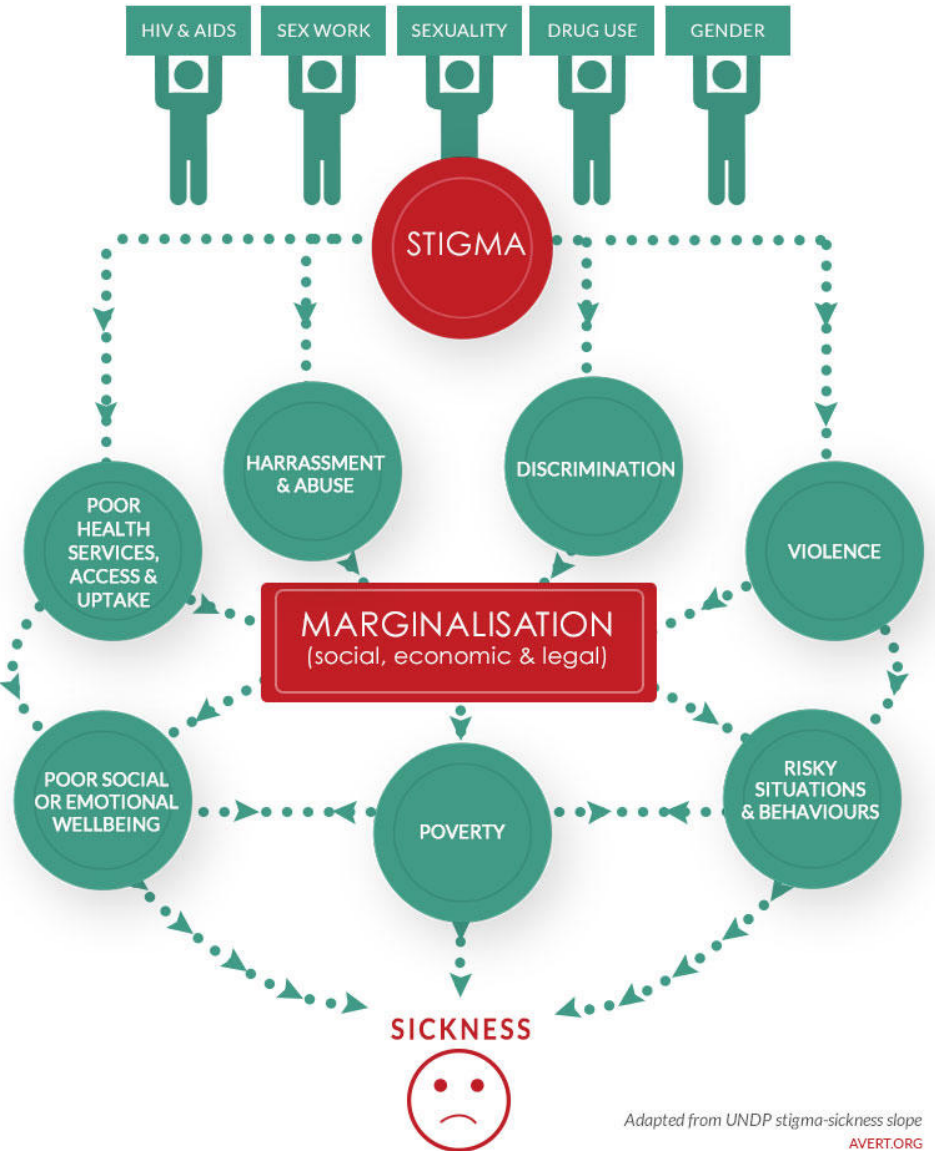 HIV & AIDS
SEX WORK
SEXUALITY
DRUG USE
GENDER
STIGMA
HARRASSMENT
& ABUSE
DISCRIMINATION
POOR
HEALTH
SERVICES,
ACCESS &
UPTAKE
VIOLENCE
MARGINALISATION
(social, economic & legal)
POOR SOCIAL
OR EMOTIONAL
WELLBEING
POVERTY
RISKY
SITUATIONS
& BEHAVIOURS
SICKNESS
Adapted from UNDP stigma-sickness slope
AVERT.ORG